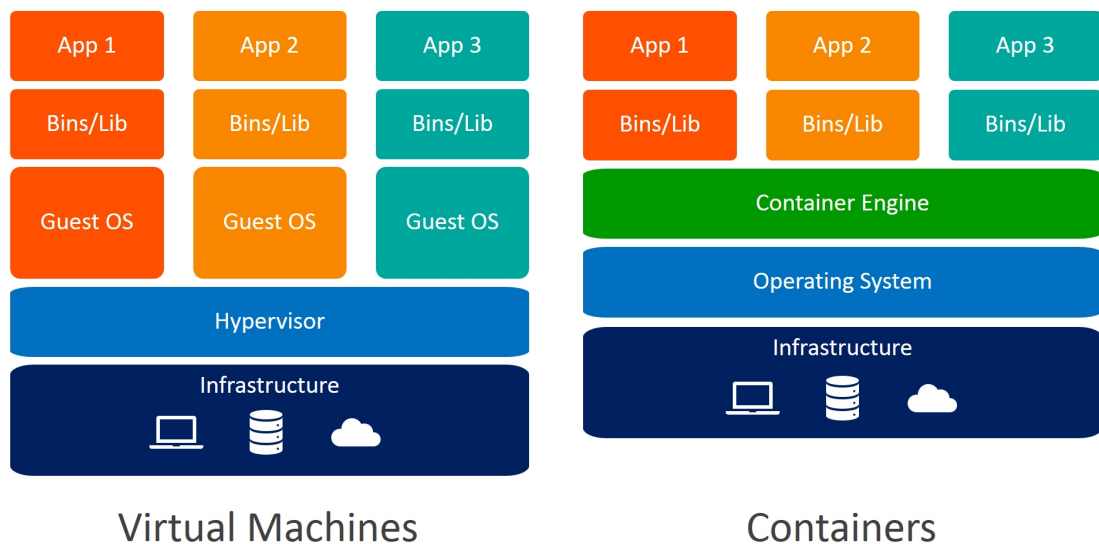 App 1
App 2
App 3
Bins/Lib
Bins/Lib
Bins/Lib
Guest OS
Guest OS
Guest OS
Hypervisor
Infrastructure
Virtual Machines
App 1
App 2
App 3
Bins/Lib
Bins/Lib
Bins/Lib
Container Engine
Operating System
Infrastructure
Containers